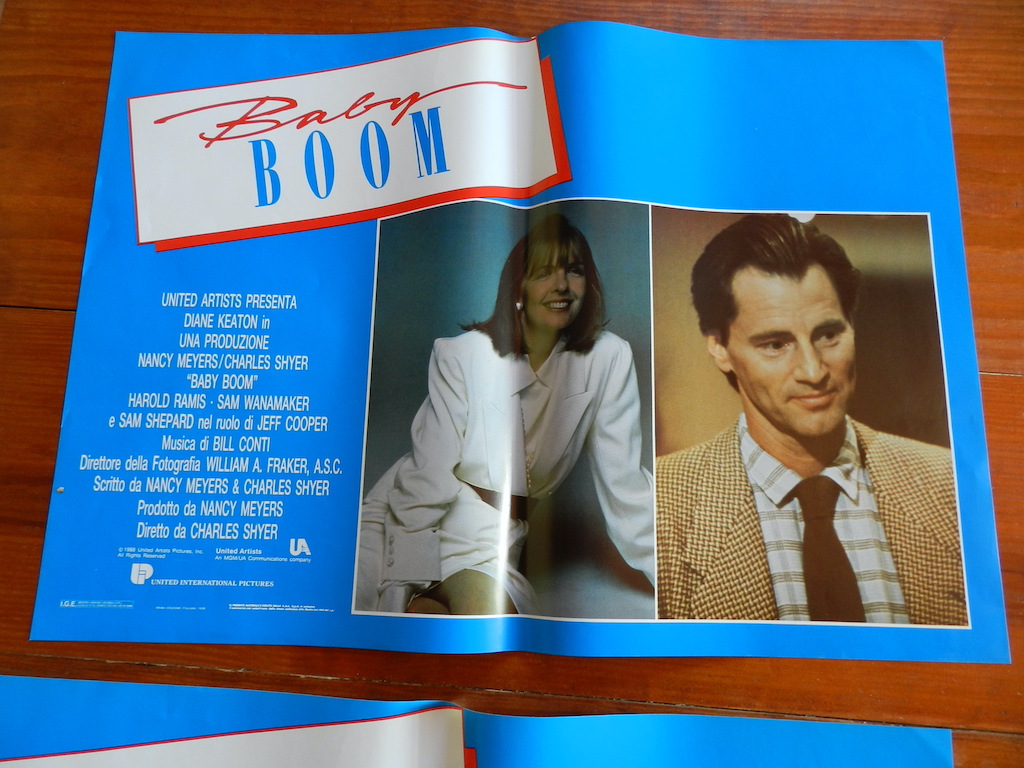 Baby
BOOM
UNITED ARTISTS PRESENTA
DIANE KEATON in
UNA PRODUZIONE
NANCY MEYERS/CHARLES SHYER
"BABY BOOM"
HAROLD RAMIS · SAM WANAMAKER
e SAM SHEPARD nel ruolo di JEFF COOPER
Musica di BILL CONTI
Direttore della Fotografia WILLIAM A. FRAKER, A.S.C.
Scritto da NANCY MEYERS & CHARLES SHYER
Prodotto da NANCY MEYERS
Diretto da CHARLES SHYER
© 1988 United Artists Pictures, Inc.
All Rights Reserved
United Artists
An MGM/UA Communications company
UA
UNITED INTERNATIONAL PICTURES
I.G.E.